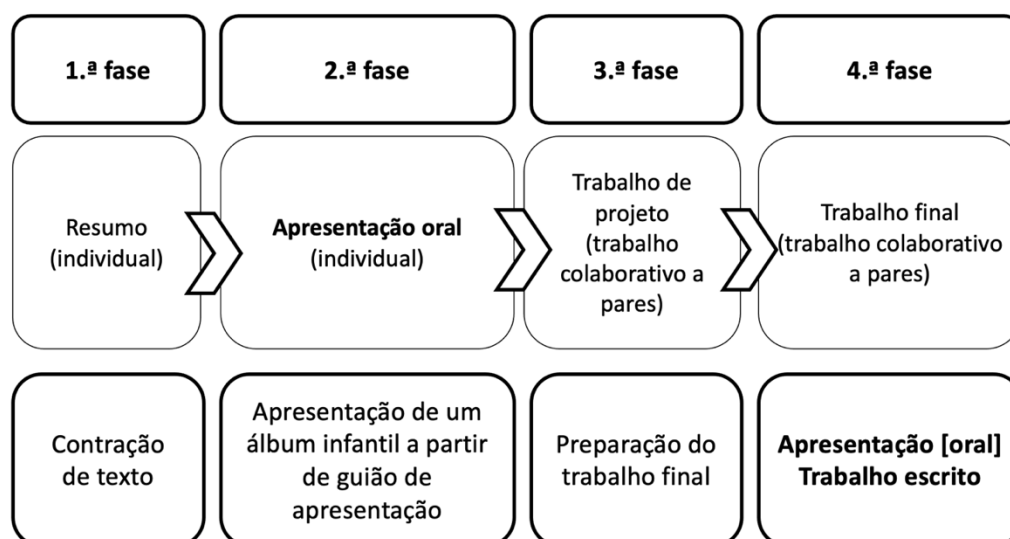 1.ª fase
2.ª fase
3.ª fase
4.ª fase
Resumo
(individual)
Apresentação oral
(individual)
Trabalho de
projeto
(trabalho
colaborativo a
pares)
Trabalho final
(trabalho colaborativo
a pares)
Contração
de texto
Apresentação de um
álbum infantil a partir
de guião de
apresentação
Preparação do
trabalho final
Apresentação [oral]
Trabalho escrito